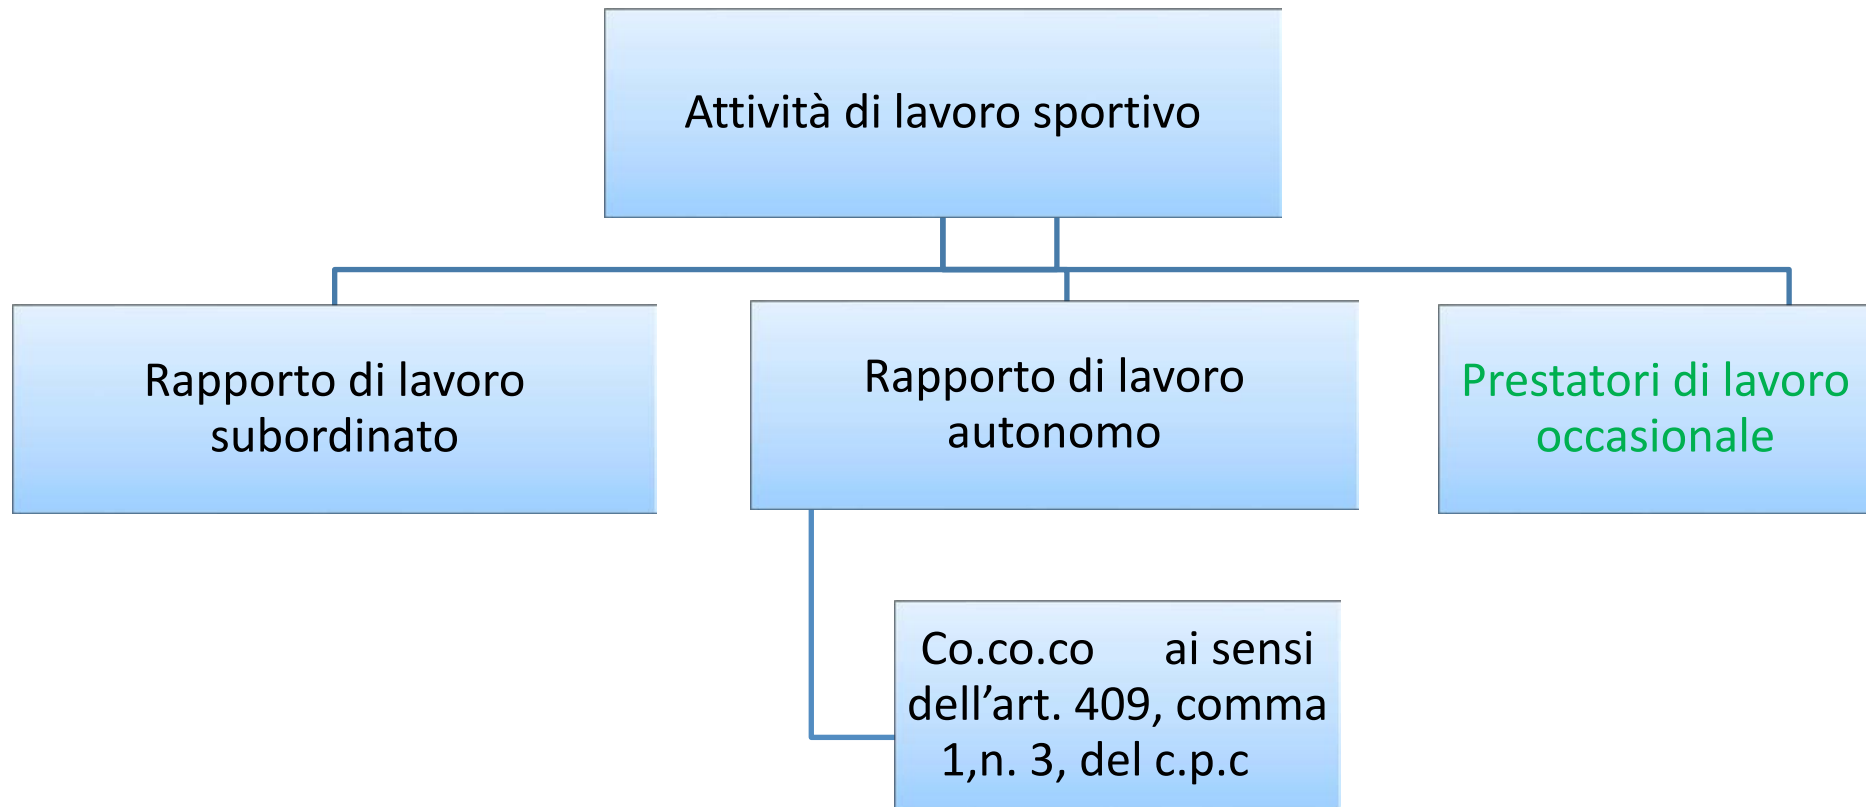 Attività di lavoro sportivo
Rapporto di lavoro
subordinato
Rapporto di lavoro
autonomo
Prestatori di lavoro
occasionale
Co.co.co ai sensi
dell’art. 409, comma
1,n. 3, del c.p.c